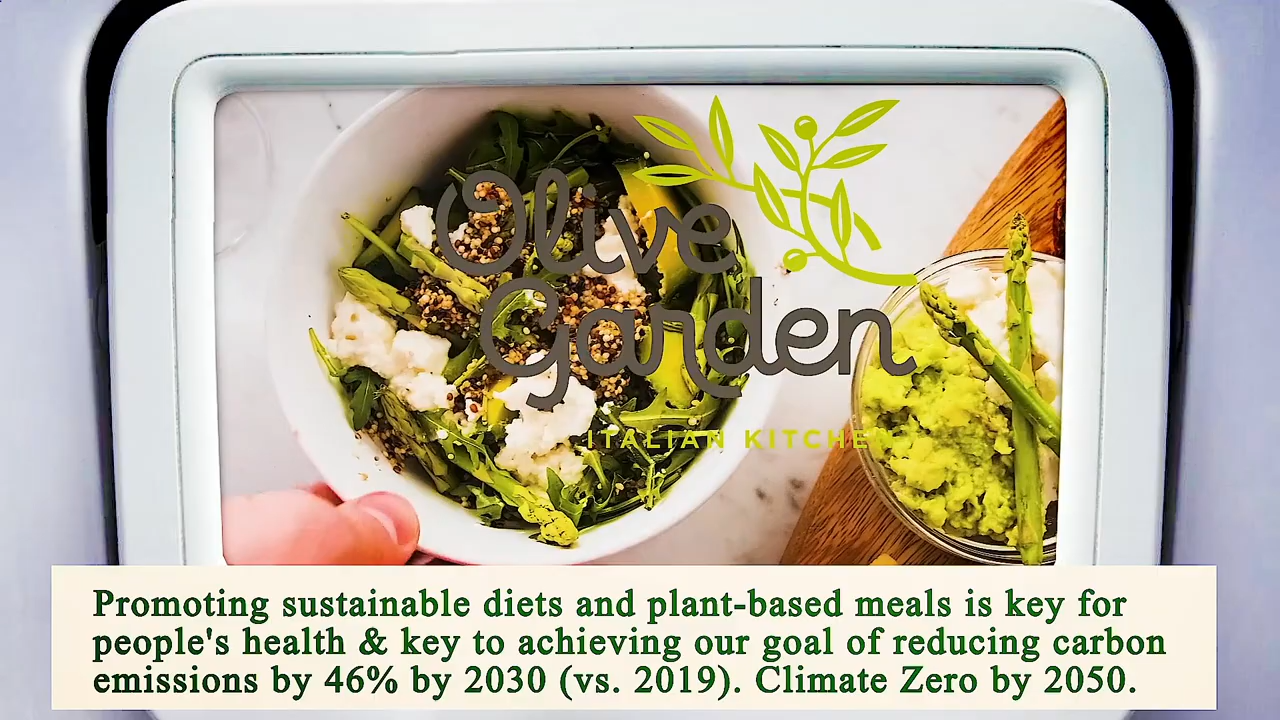 Olive
Garden
ITALIAN KITCHEN
Promoting sustainable diets and plant-based meals is key for
people's health & key to achieving our goal of reducing carbon
emissions by 46% by 2030 (vs. 2019). Climate Zero by 2050.